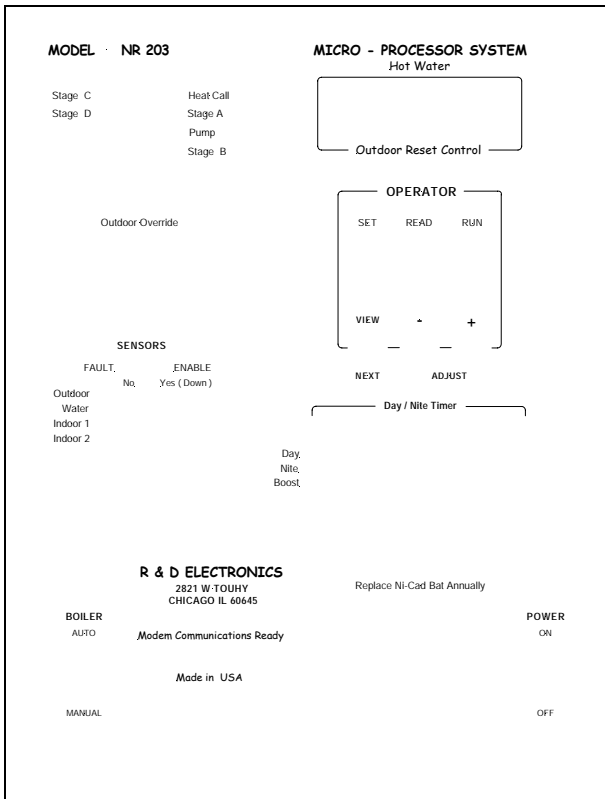 MODEL · NR 203
MICRO - PROCESSOR SYSTEM
Hot Water
Stage C
Heat Call
Stage D
Stage A
Pump
Stage B
Outdoor Reset Control
OPERATOR
Outdoor Override
SET READ RUN
VIEW - +
SENSORS
FAULT ENABLE
No Yes ( Down )
NEXT ADJUST
Outdoor
Water
Indoor 1
Indoor 2
Day / Nite Timer
Day
Nite
Boost
R & D ELECTRONICS
2821 W·TOUHY
CHICAGO IL 60645
Replace Ni-Cad Bat Annually
BOILER
POWER
AUTO
Modem Communications Ready
ON
Made in USA
MANUAL
OFF